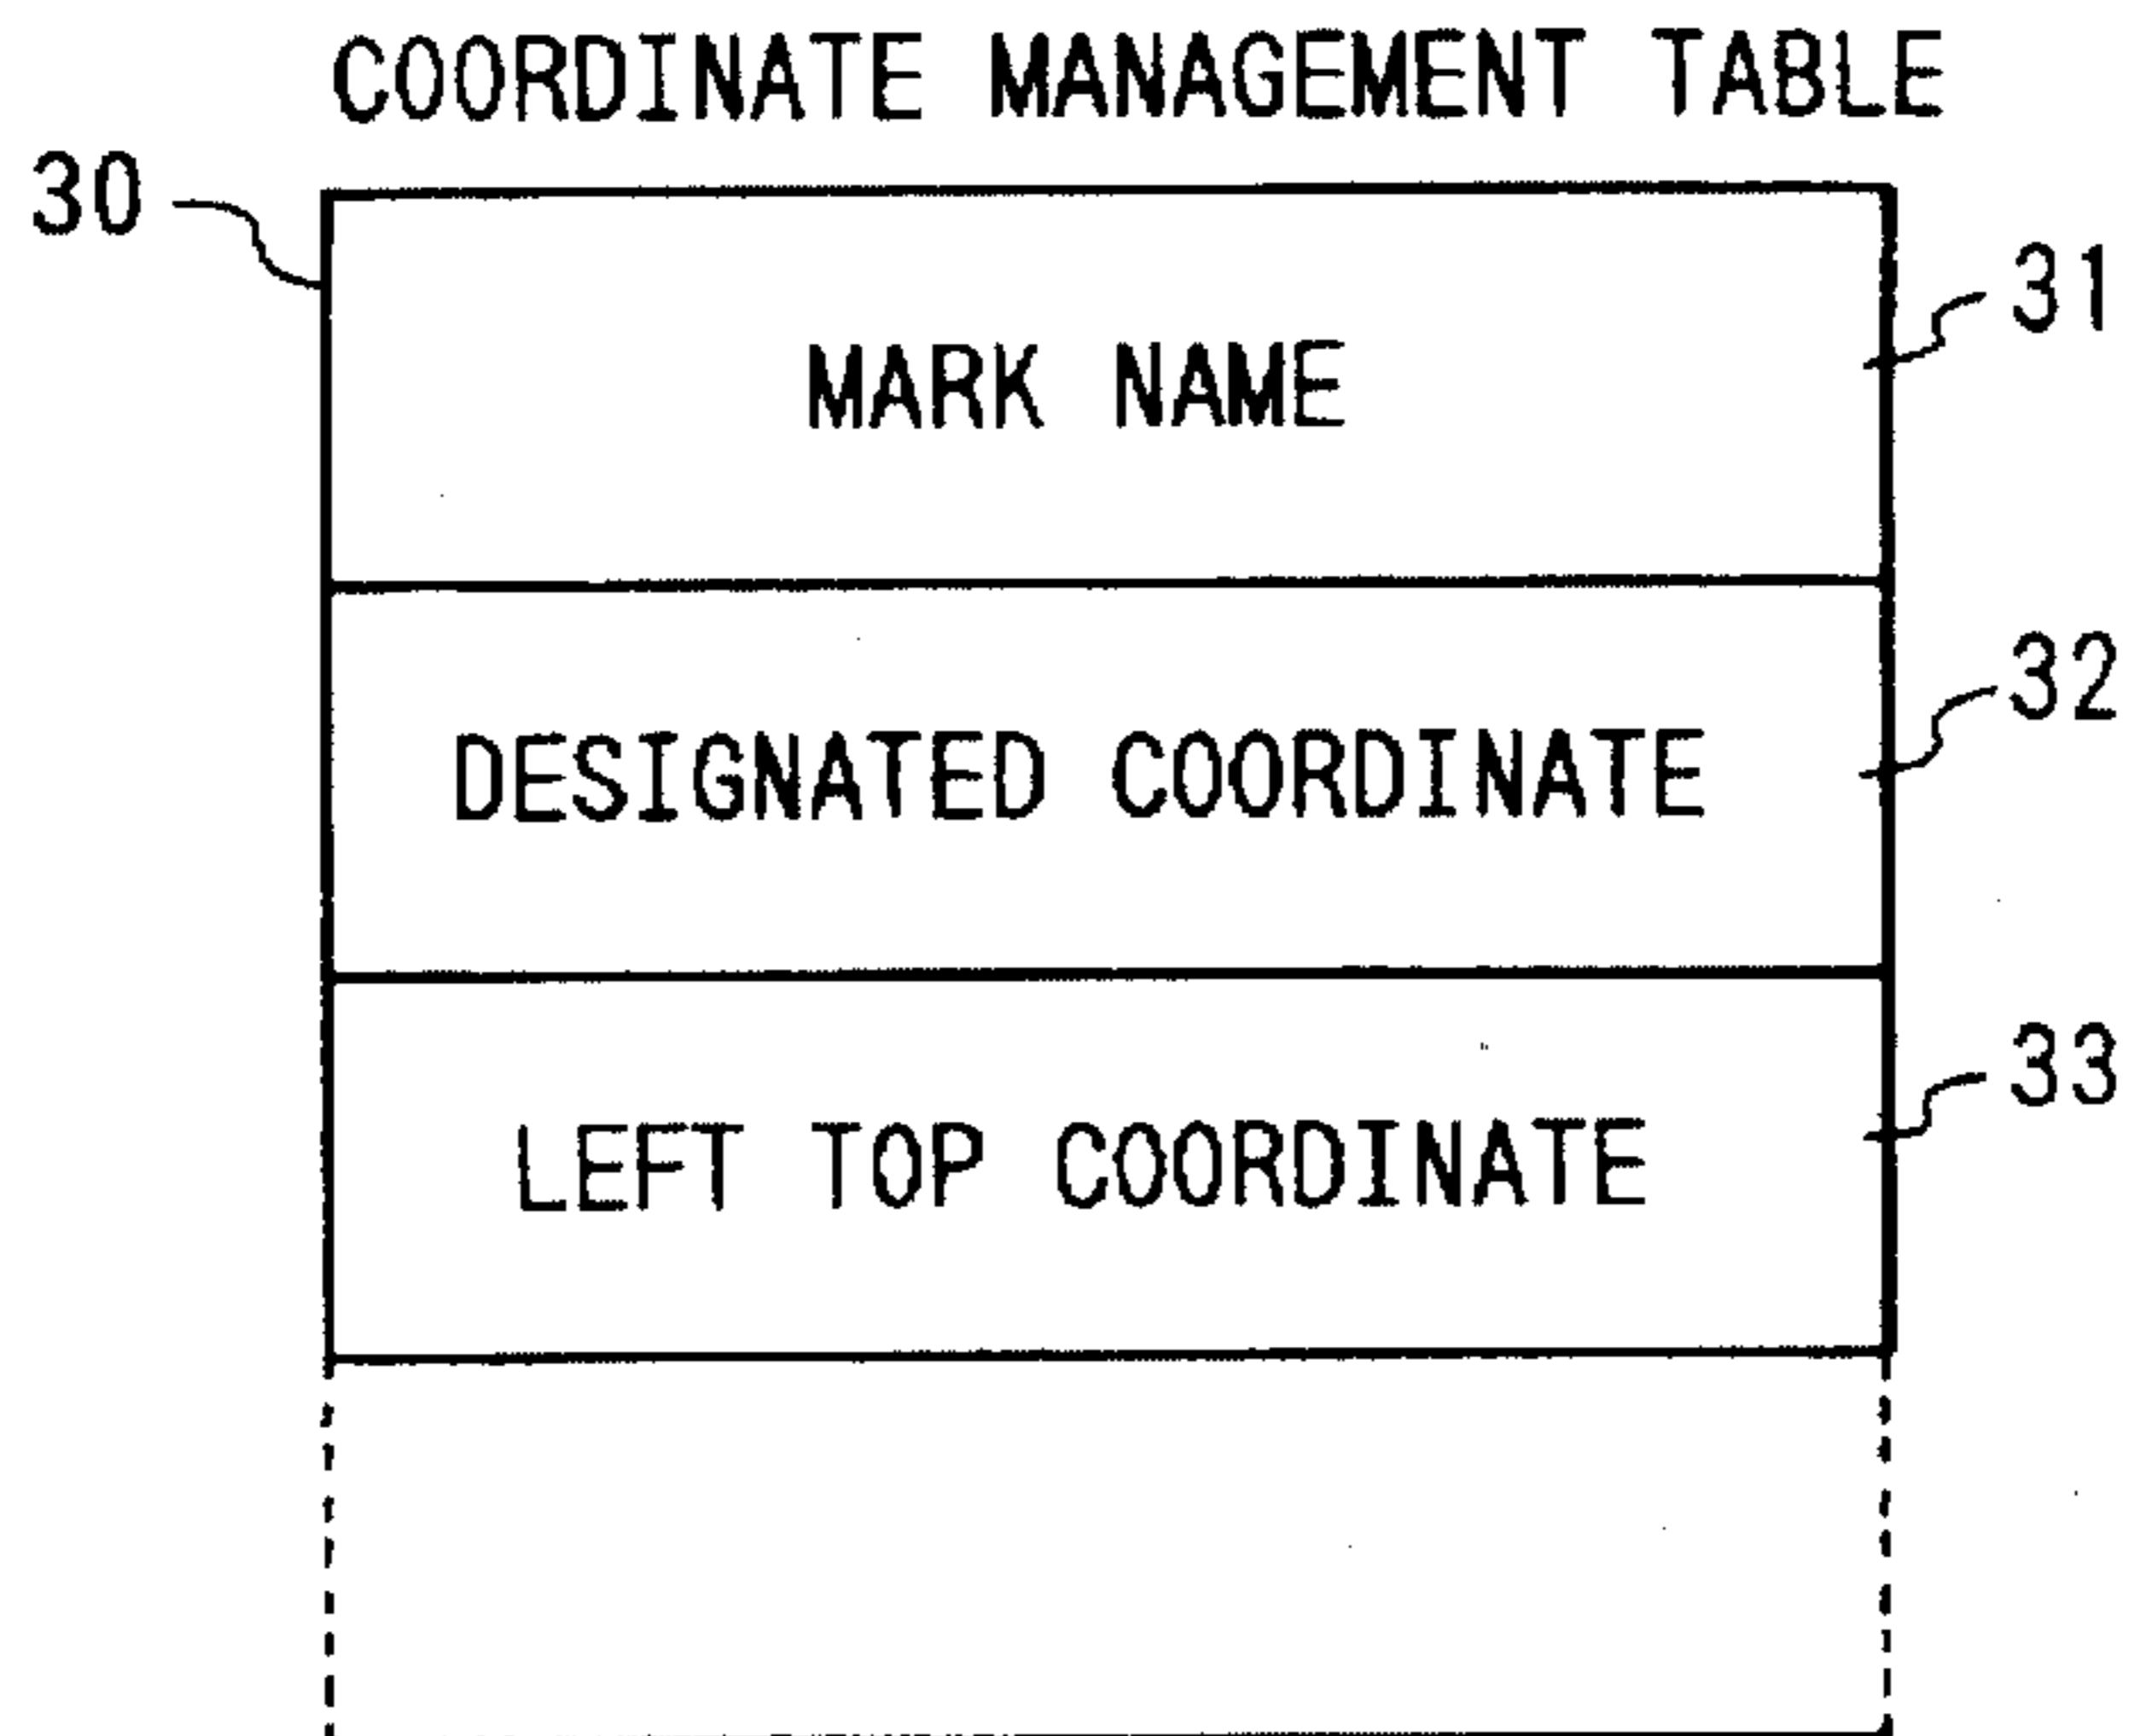 COORDINATE MANAGEMENT TABLE
30
31
MARK NAME
32
DESIGNATED COORDINATE
33
LEFT TOP COORDINATE